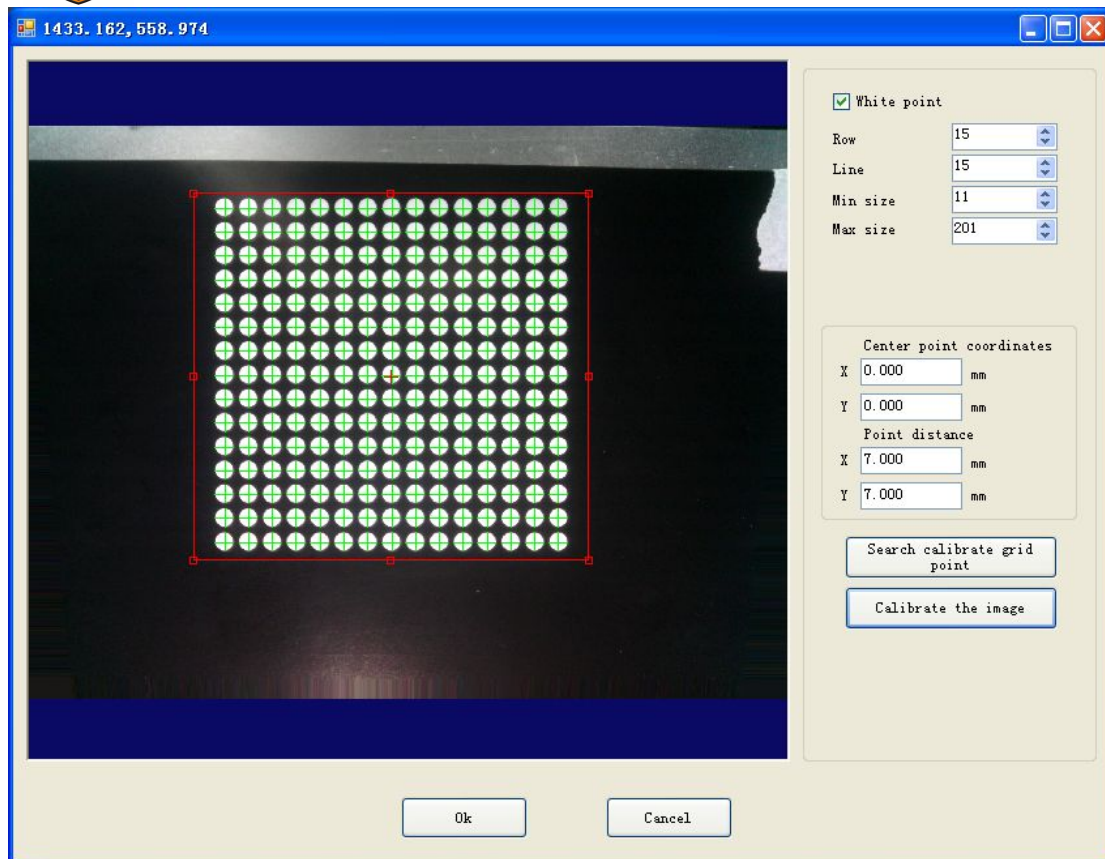 1433.162,558.974
White point
Row 15
Line 15
Min size 11
Max size 201
Center point coordinates
X 0.000 mm
Y 0.000 mm
Point distance
X 7.000 mm
Y 7.000 mm
Search calibrate grid
point
Calibrate the image
Ok Cancel